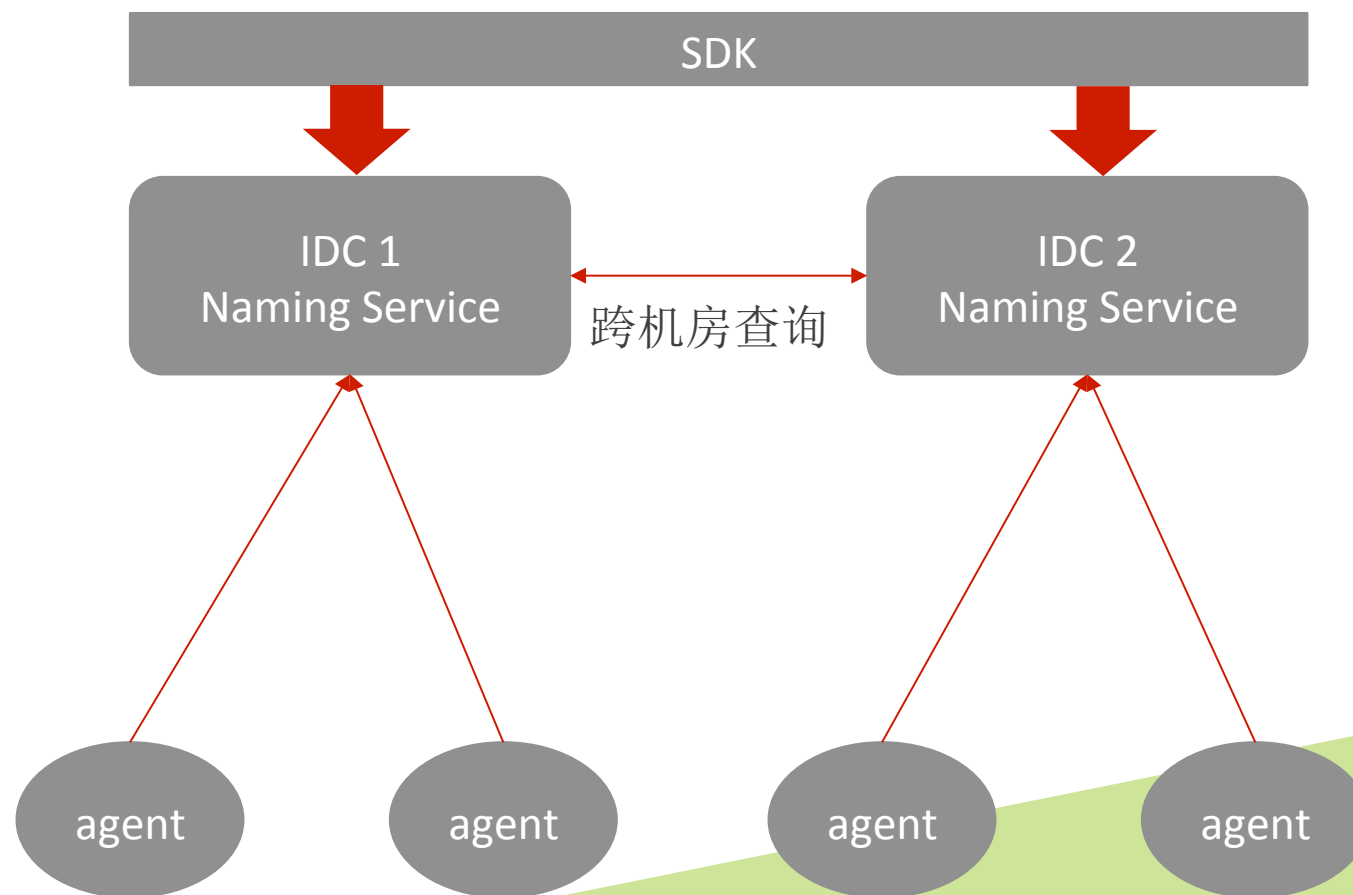 SDK
IDC 1
Naming Service
IDC 2
Naming Service
跨机房查询
agent
agent
agent
agent